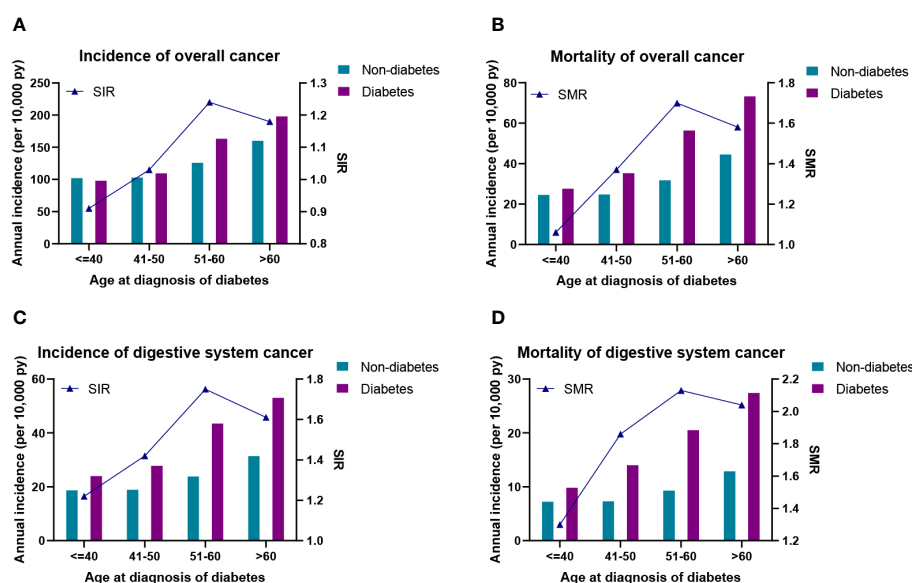 A
Incidence of overall cancer
Non-diabetes
Diabetes
SIR
Annual incidence (per 10,000 py)
250
200
150
100
50
0
1.3
1.2
1.1
1.0
0.9
0.8
SIR
<=40 41-50 51-60 >60
Age at diagnosis of diabetes
B
Mortality of overall cancer
Non-diabetes
Diabetes
SMR
Annual incidence (per 10,000 py)
80
60
40
20
0
1.8
1.6
1.4
1.2
1.0
SMR
<=40 41-50 51-60 >60
Age at diagnosis of diabetes
C
Incidence of digestive system cancer
Non-diabetes
Diabetes
SIR
Annual incidence (per 10,000 py)
60
40
20
0
1.8
1.6
1.4
1.2
1.0
SIR
<=40 41-50 51-60 >60
Age at diagnosis of diabetes
D
Mortality of digestive system cancer
Non-diabetes
Diabetes
SMR
Annual incidence (per 10,000 py)
30
20
10
0
2.2
2.0
1.8
1.6
1.4
1.2
SMR
<=40 41-50 51-60 >60
Age at diagnosis of diabetes